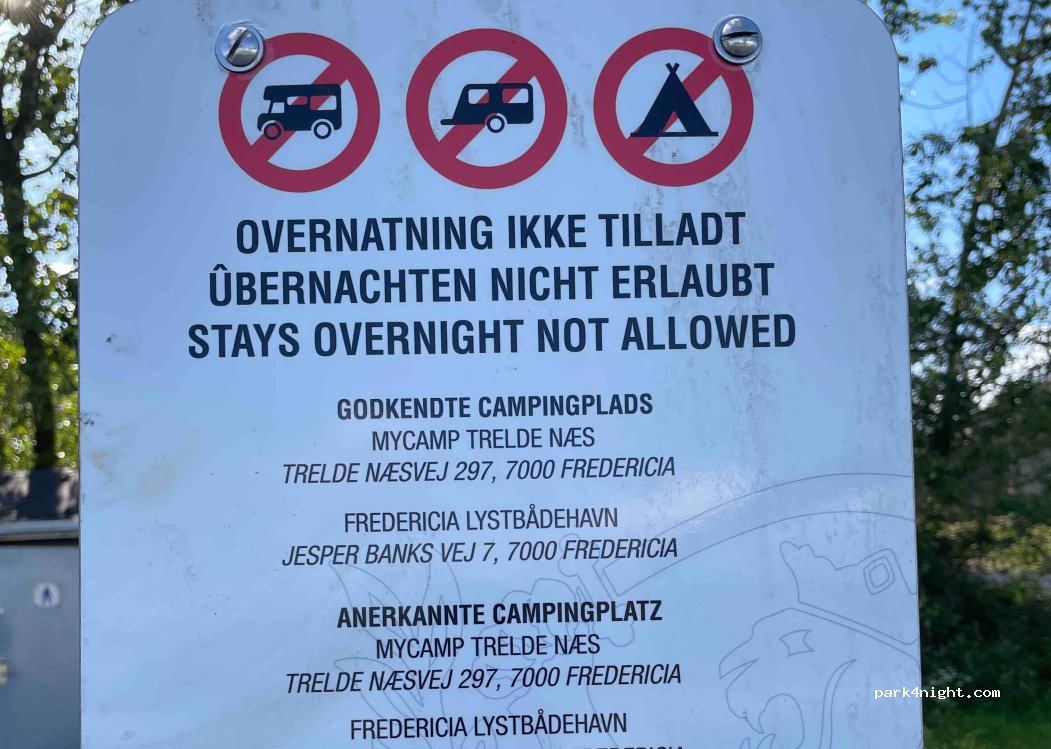 OVERNATNING IKKE TILLADT
ÛBERNACHTEN NICHT ERLAUBT
STAYS OVERNIGHT NOT ALLOWED
GODKENDTE CAMPINGPLADS
MYCAMP TRELDE NÆS
TRELDE NÆSVEJ 297, 7000 FREDERICIA
FREDERICIA LYSTBÅDEHAVN
JESPER BANKS VEJ 7, 7000 FREDERICIA
ANERKANNTE CAMPINGPLATZ
MYCAMP TRELDE NÆS
TRELDE NÆSVEJ 297, 7000 FREDERICIA
park4night.com
FREDERICIA LYSTBÅDEHAVN